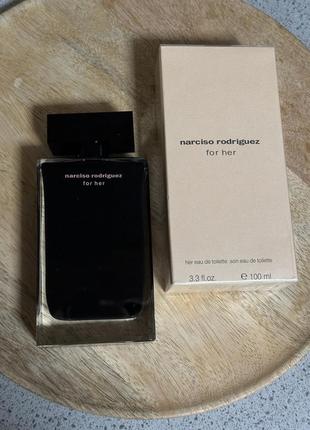 narciso rodriguez
for her
narciso rodriguez
for her
her eau de toilette son eau de toilette
3.3 fl.oz. e 100 ml